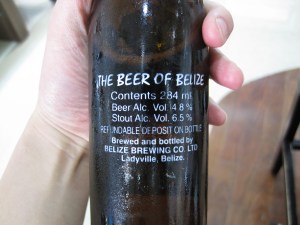 THE BEER OF BELIZE
Contents 284 ml
Beer Alc. Vol 4.8%
Stout Alc. Vol. 6.5%
REFUNDABLE DEPOSIT ON BOTTLE
Brewed and bottled by
BELIZE BREWING CO. LTD.
Ladyville, Belize.